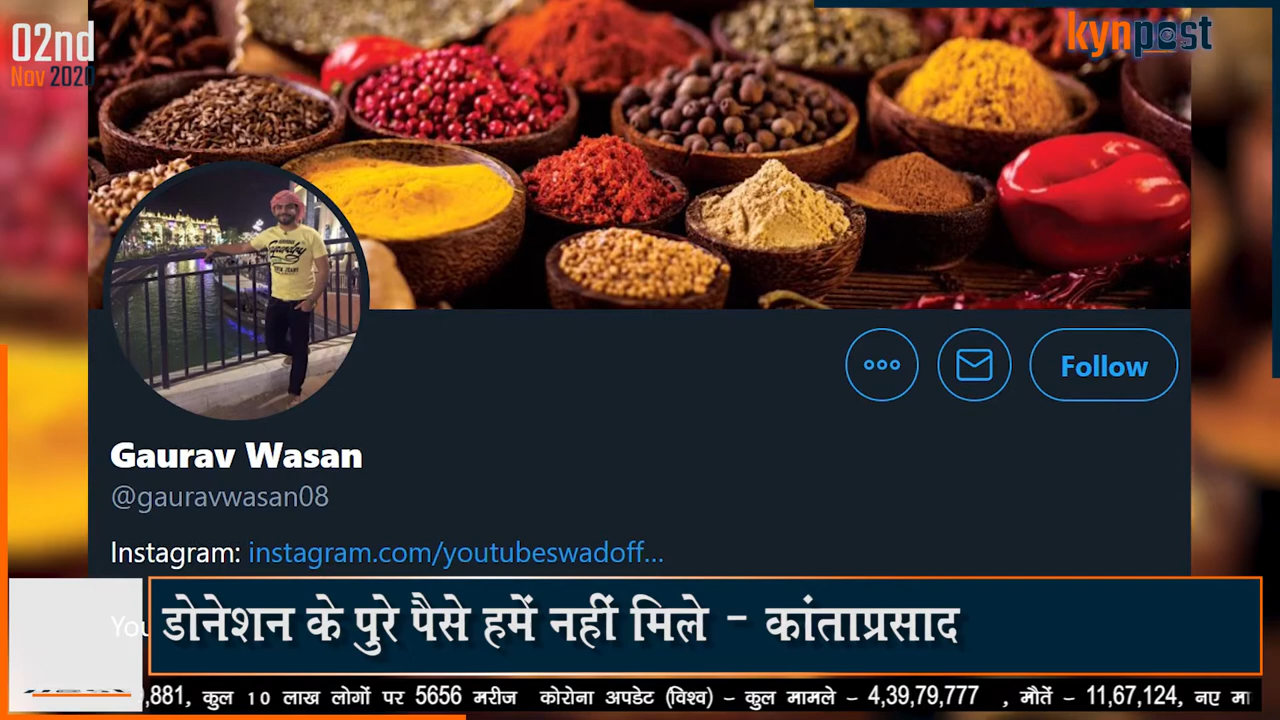 02nd
Nov 2020
kynpost
Follow
Gaurav Wasan
@gauravwasan08
Instagram: instagram.com/youtubeswadoff...
You
डोनेशन के पुरे पैसे हमें नहीं मिले - कांताप्रसाद
,881, कुल 10 लाख लोगों पर 5656 मरीज कोरोना अपडेट (विश्व) – कुल मामले – 4,39,79,777 , मौतें – 11,67,124, नए